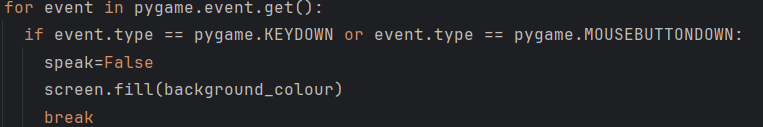 for event in pygame.event.get():
  if event.type == pygame.KEYDOWN or event.type == pygame.MOUSEBUTTONDOWN:
    speak=False
    screen.fill(background_colour)
    break